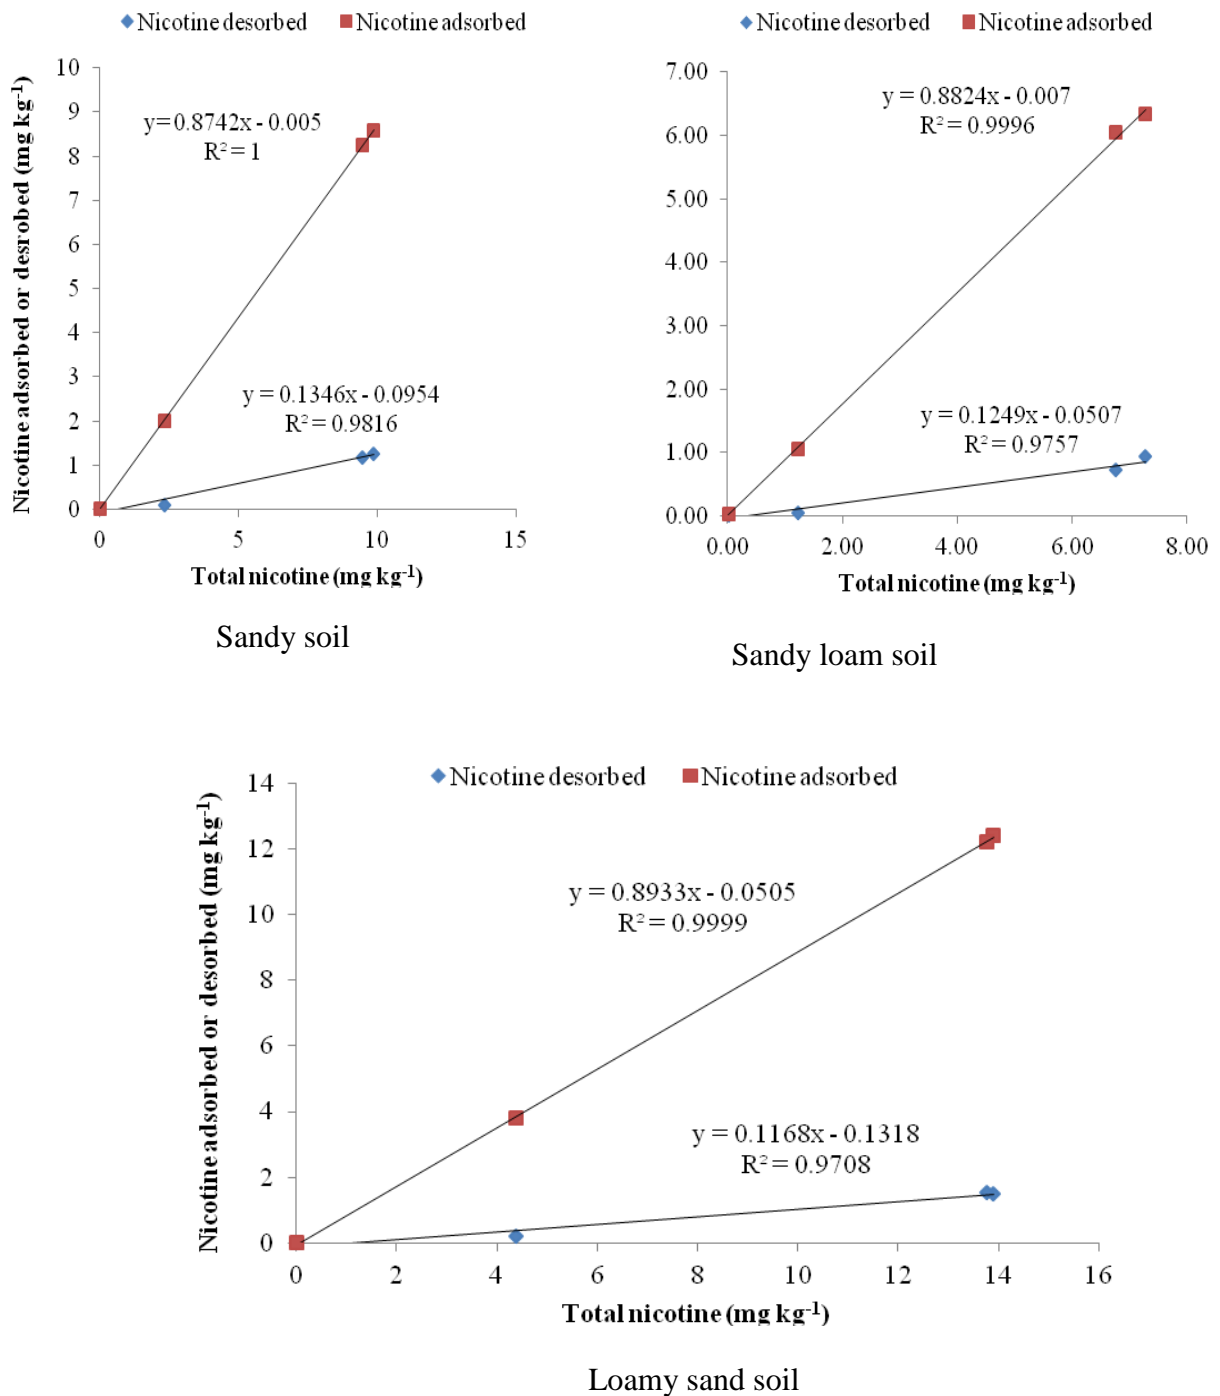 Nicotine desorbed Nicotine adsorbed
Nicotine adsorbed or desrobed (mg kg-1)
10
9
8
7
6
5
4
3
2
1
0
y= 0.8742x - 0.005
R² = 1
y = 0.1346x - 0.0954
R² = 0.9816
0 5 10 15
Total nicotine (mg kg-1)
Sandy soil
Nicotine desorbed Nicotine adsorbed
7.00
6.00
5.00
4.00
3.00
2.00
1.00
0.00
y = 0.8824x - 0.007
R² = 0.9996
y = 0.1249x - 0.0507
R² = 0.9757
0.00 2.00 4.00 6.00 8.00
Total nicotine (mg kg-1)
Sandy loam soil
Nicotine desorbed Nicotine adsorbed
Nicotine adsorbed or desorbed (mg kg-1)
14
12
10
8
6
4
2
0
y = 0.8933x - 0.0505
R² = 0.9999
y = 0.1168x - 0.1318
R² = 0.9708
0 2 4 6 8 10 12 14 16
Total nicotine (mg kg-1)
Loamy sand soil